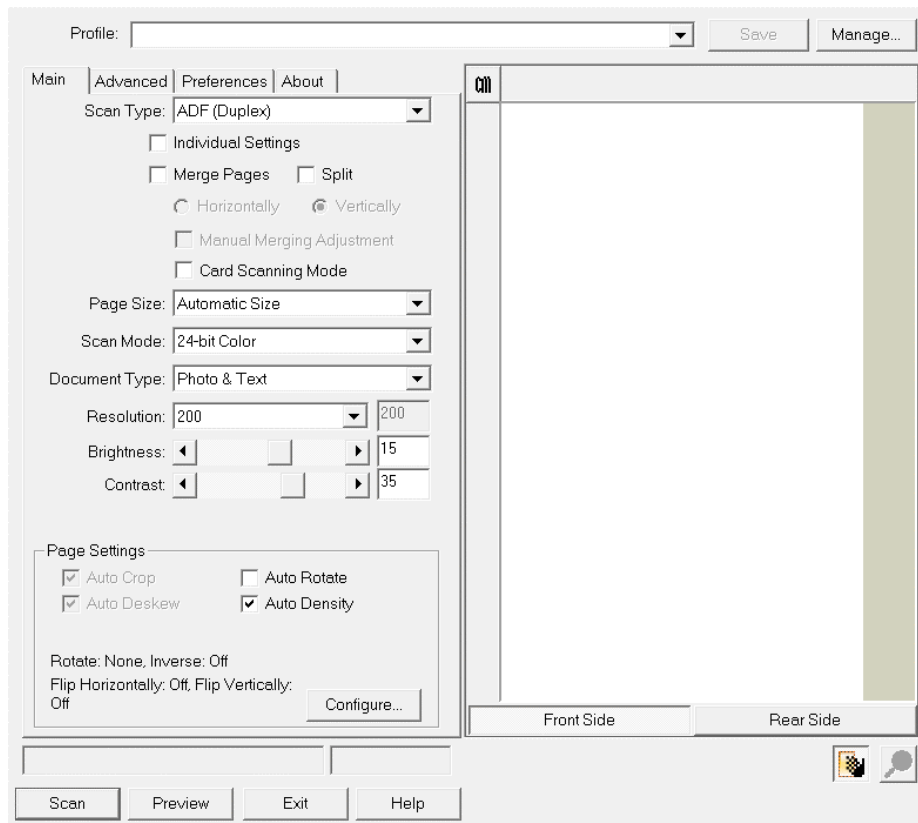 Profile: Save Manage...
Main Advanced Preferences About
Scan Type: ADF (Duplex)
Individual Settings
Merge Pages Split
Horizontally Vertically
Manual Merging Adjustment
Card Scanning Mode
Page Size: Automatic Size
Scan Mode: 24-bit Color
Document Type: Photo & Text
Resolution: 200 200
Brightness: 15
Contrast: 35
Page Settings
Auto Crop Auto Rotate
Auto Deskew Auto Density
Rotate: None, Inverse: Off
Flip Horizontally: Off, Flip Vertically:
Off
Configure...
cm
Front Side Rear Side
Scan Preview Exit Help